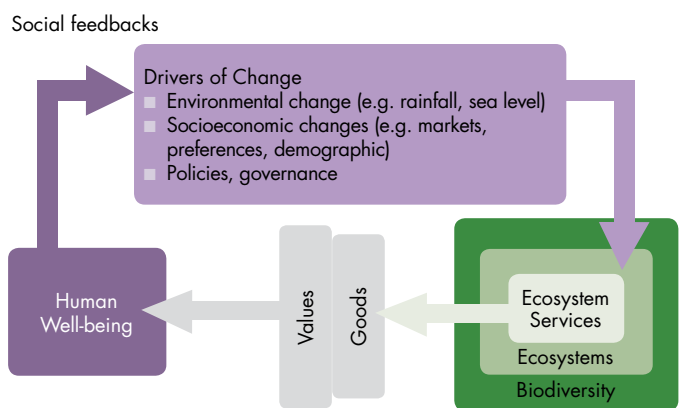 Social feedbacks
Drivers of Change
Environmental change (e.g. rainfall, sea level)
Socioeconomic changes (e.g. markets,
preferences, demographic)
Policies, governance
Human
Well-being
Values
Goods
Ecosystem
Services
Ecosystems
Biodiversity